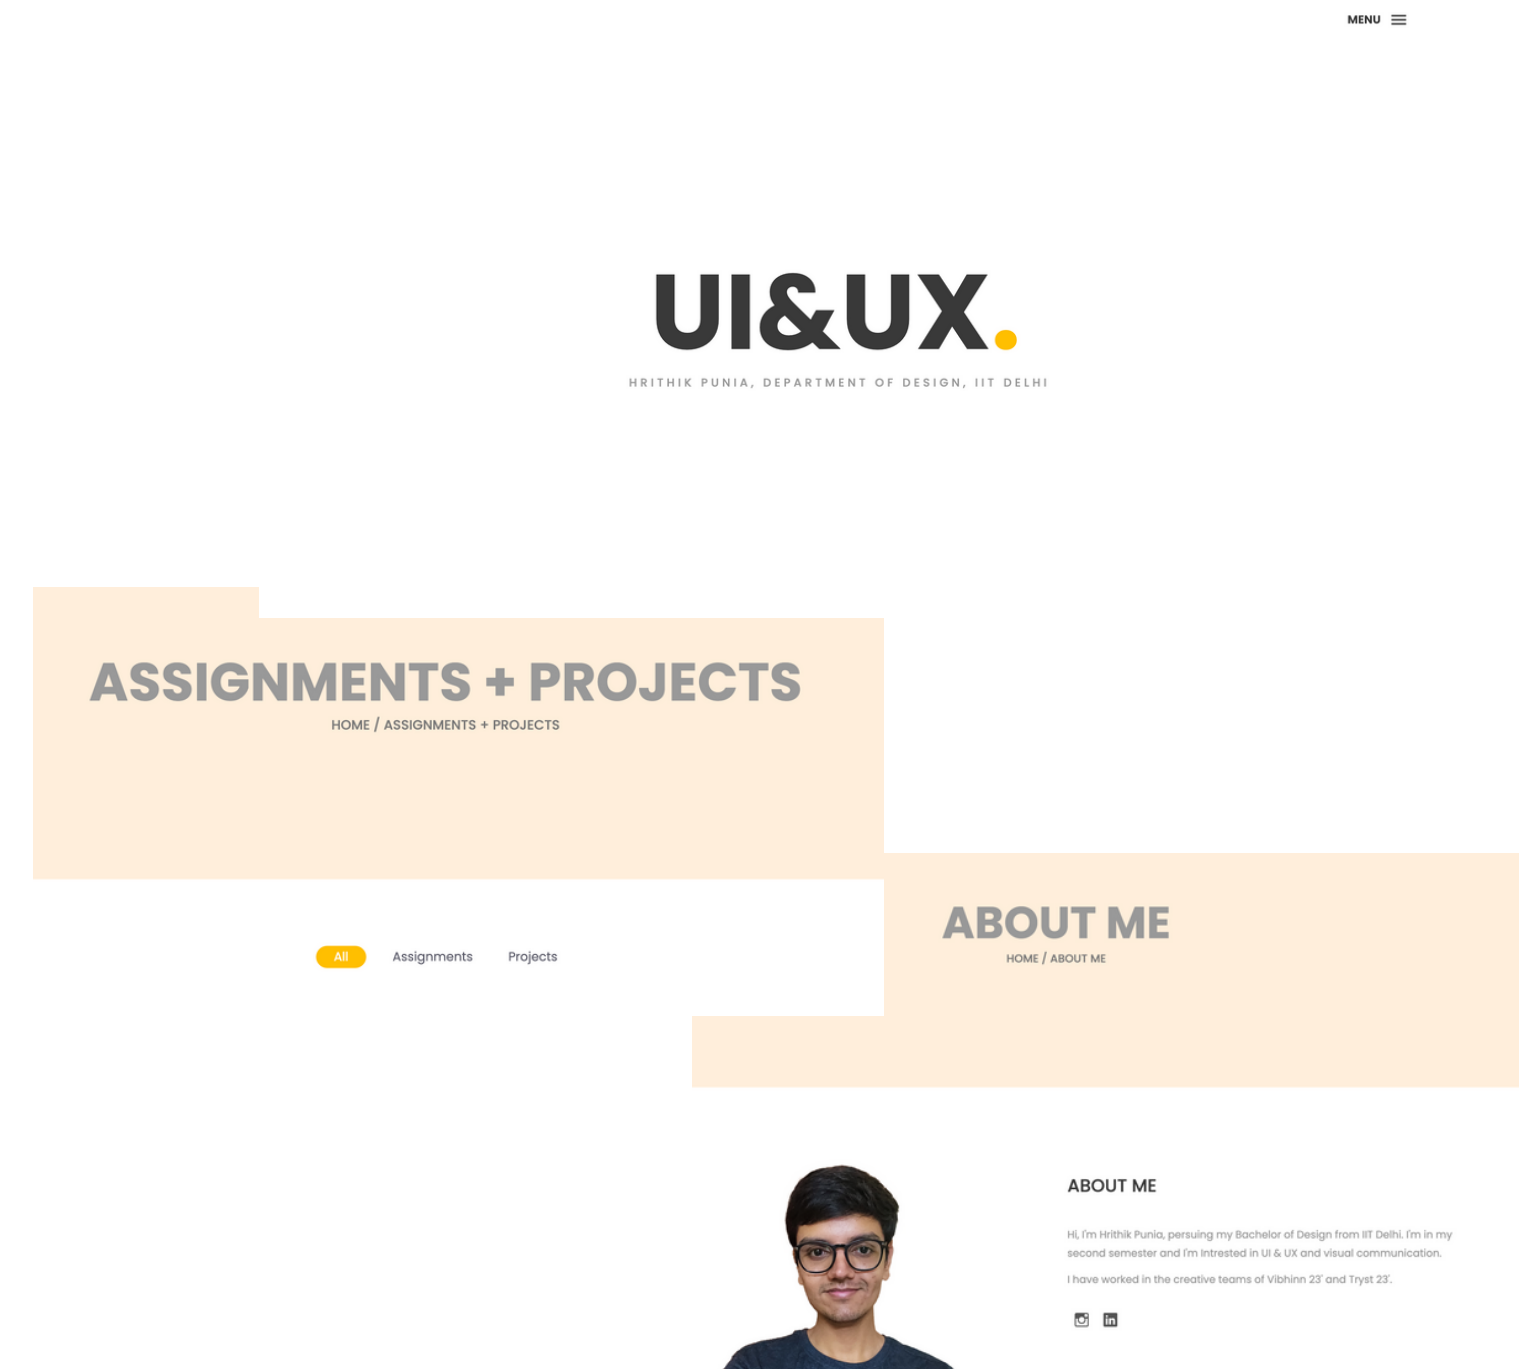 MENU
UI&UX.
HRITHIK PUNIA, DEPARTMENT OF DESIGN, IIT DELHI
ASSIGNMENTS + PROJECTS
HOME / ASSIGNMENTS + PROJECTS
All Assignments Projects
ABOUT ME
HOME / ABOUT ME
ABOUT ME
Hi, I'm Hrithik Punia, persuing my Bachelor of Design from IIT Delhi. I'm in my
second semester and I'm Intrested in UI & UX and visual communication.
I have worked in the creative teams of Vibhinn 23' and Tryst 23'.
in